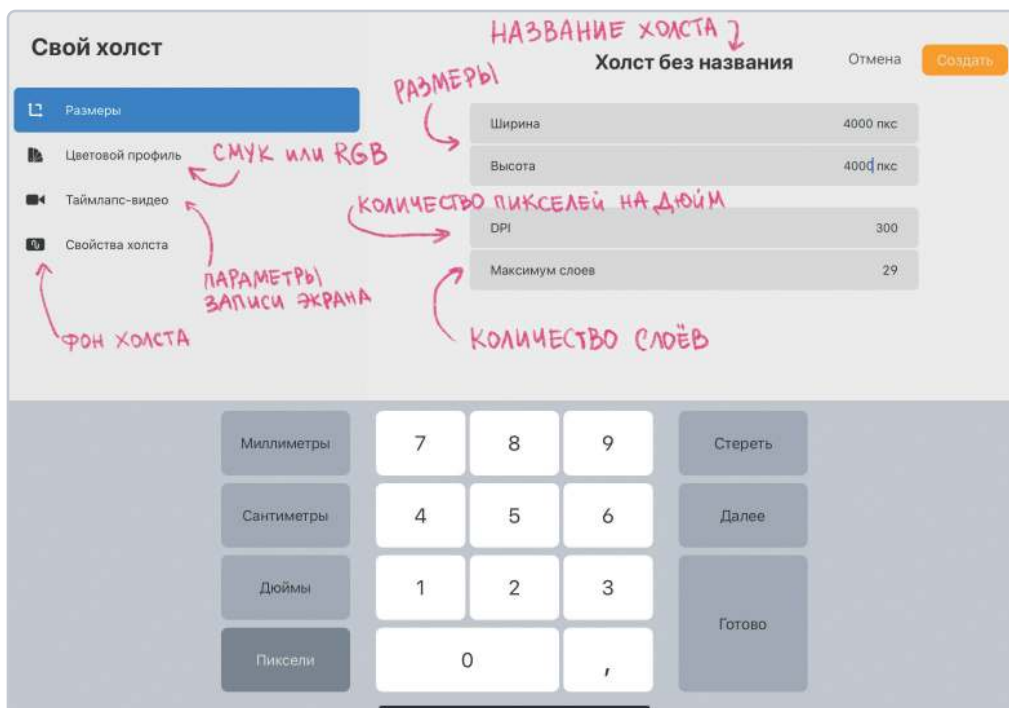 НАЗВАНИЕ ХОЛСТА
Свой холст
Холст без названия
Отмена
Создать
РАЗМЕРЫ
Размеры
Ширина 4000 пкс
Цветовой профиль
СМУК ИЛИ RGB
Высота 4000 пкс
Таймлапс-видео
КОЛИЧЕСТВО ПИКСЕЛЕЙ НА ДЮЙМ
DPI 300
Свойства холста
Максимум слоев 29
ПАРАМЕТРЫ
ЗАПИСИ ЭКРАНА
ФОН ХОЛСТА
КОЛИЧЕСТВО СЛОЁВ
Миллиметры 7 8 9 Стереть
Сантиметры 4 5 6 Далее
Дюймы 1 2 3
Готово
Пиксели 0 ,